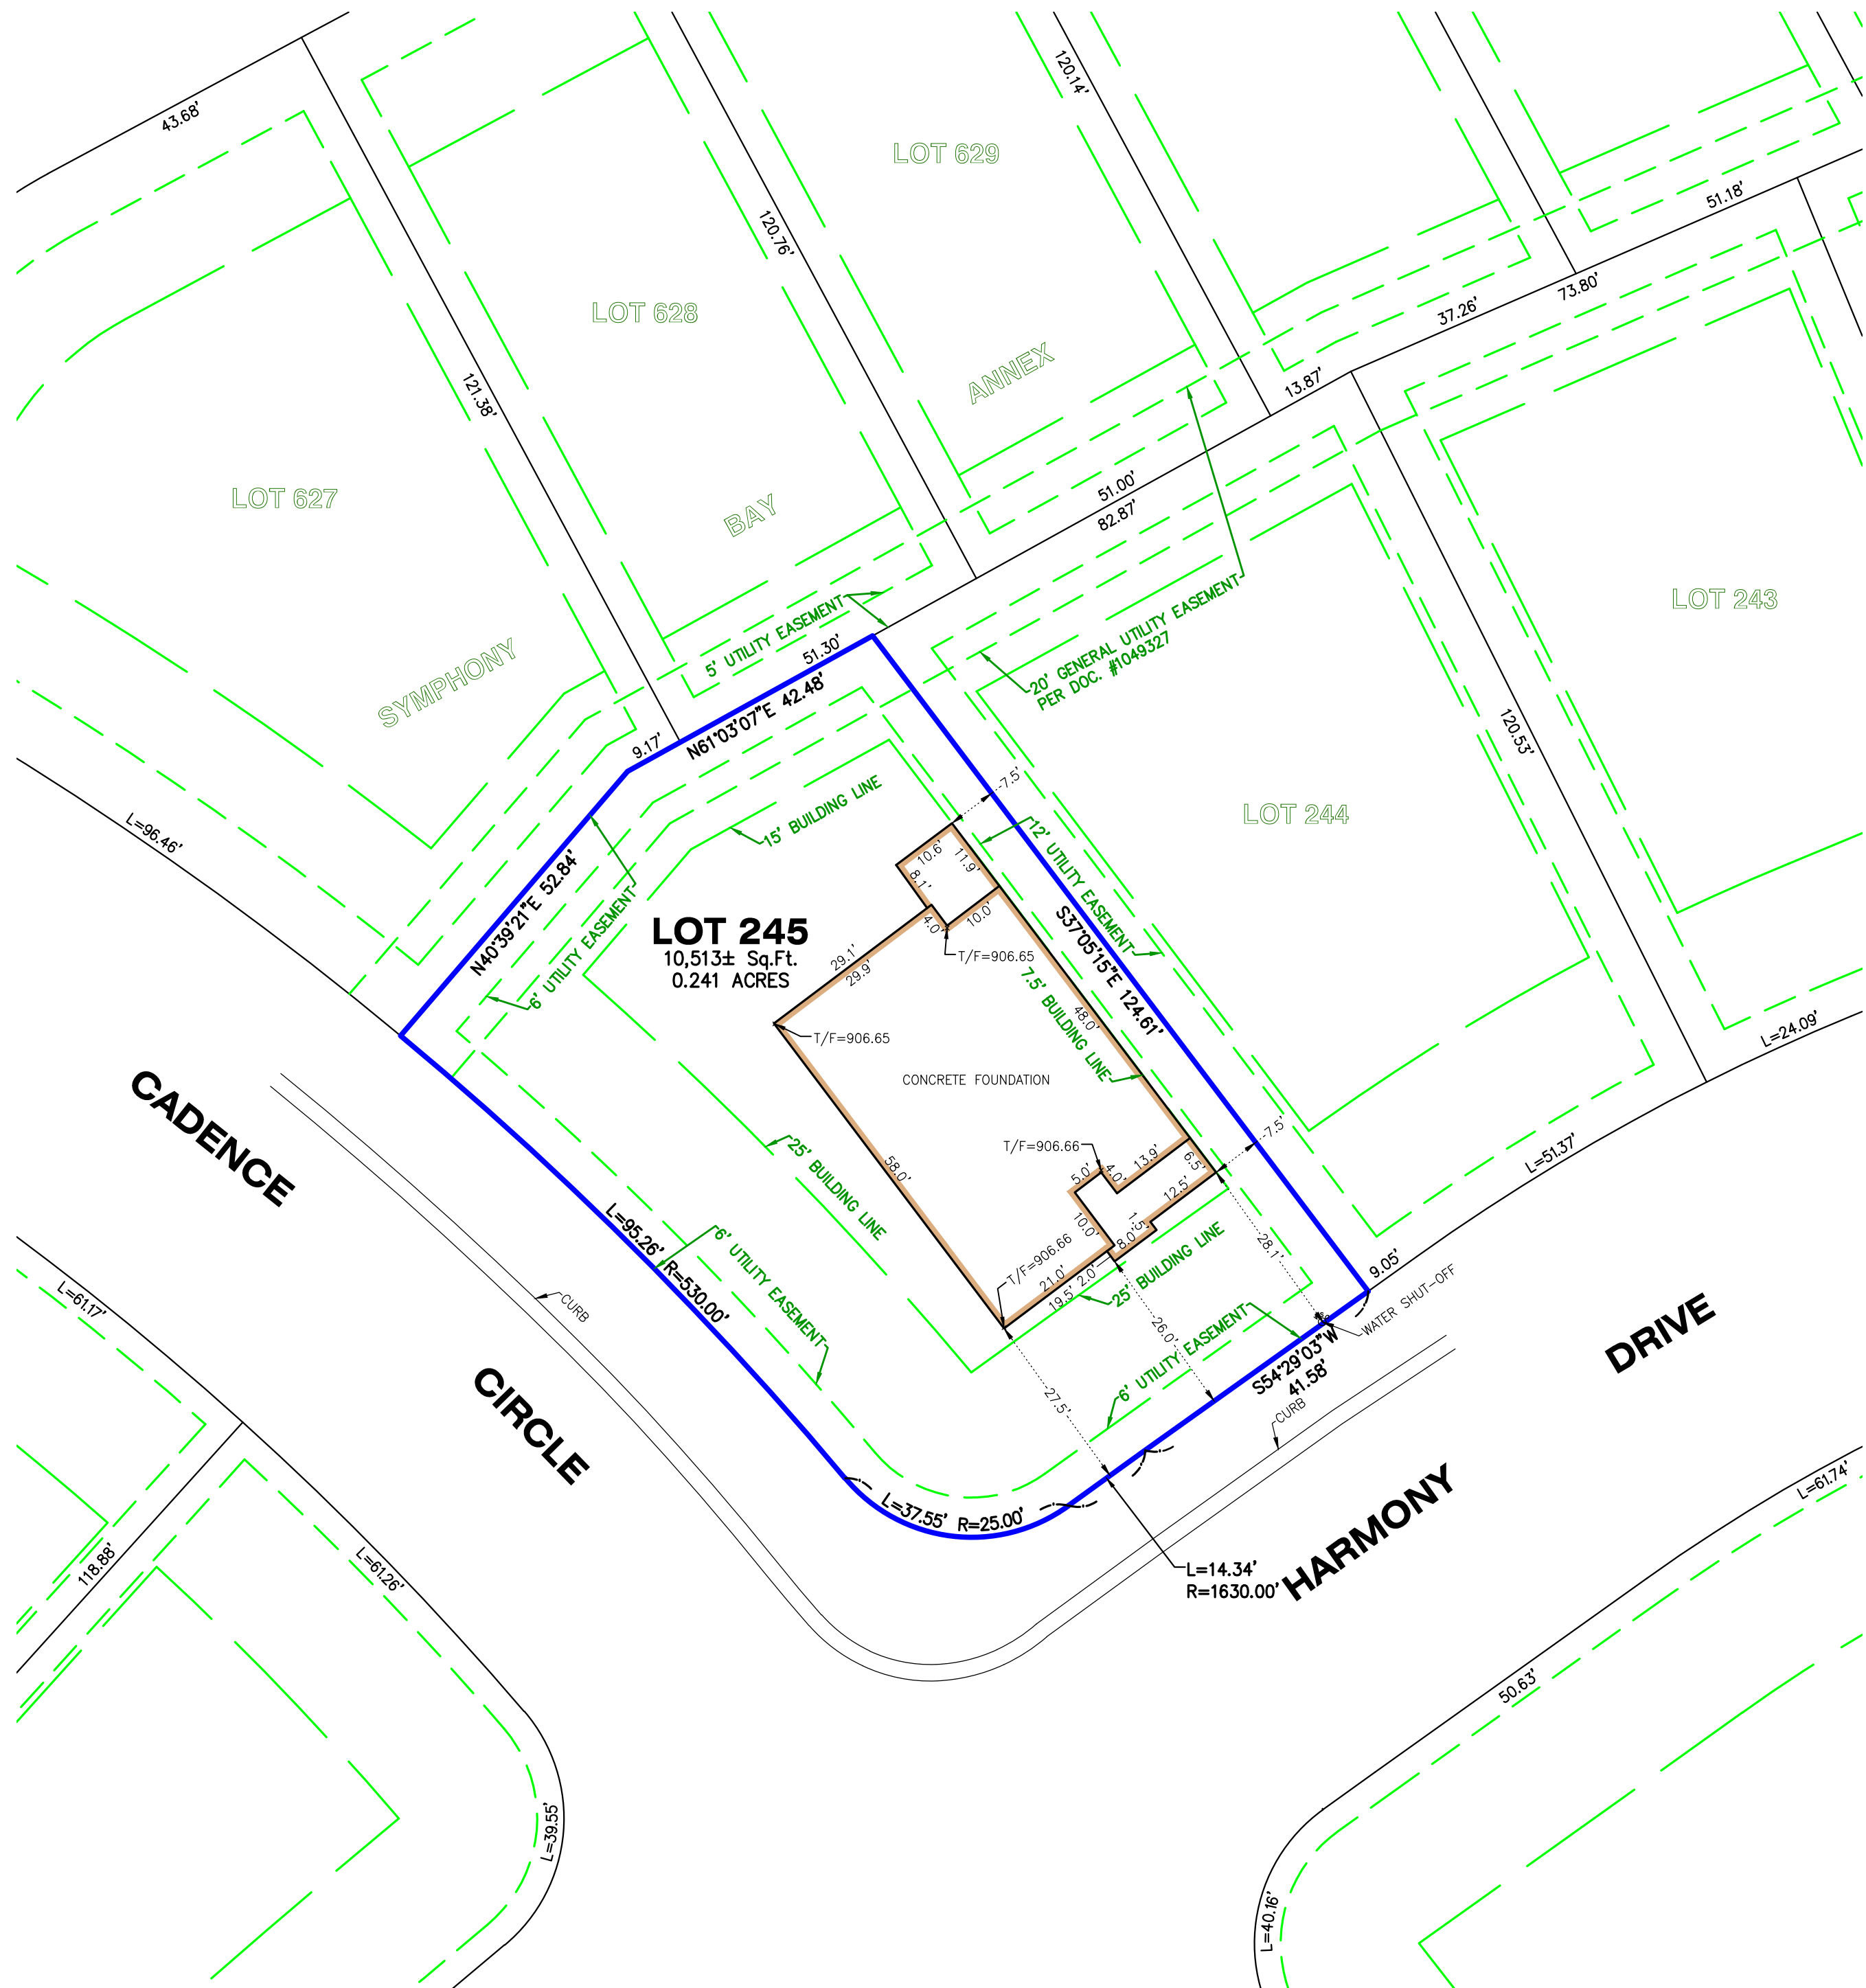 43.68'
120.14'
LOT 629
120.76'
51.18'
73.80'
37.26'
LOT 628
ANNEX
13.87'
121.38'
51.00'
82.87'
LOT 627
BAY
LOT 243
5' UTILITY EASEMENT
20' GENERAL UTILITY EASEMENT
PER DOC. #1049327
51.30'
SYMPHONY
N61°03'07"E 42.48'
9.17'
120.53'
7.5'
LOT 244
15' BUILDING LINE
L=96.46'
10.6'
11.9'
8.1'
12' UTILITY EASEMENT
N40°39'21"E 52.84'
LOT 245
10,513± Sq.Ft.
0.241 ACRES
4.0'
10.0'
T/F=906.65
29.1'
29.9'
S37°05'15"E 124.61'
6' UTILITY EASEMENT
7.5' BUILDING LINE
48.0'
T/F=906.65
L=24.09'
CONCRETE FOUNDATION
CADENCE
T/F=906.66
7.5'
58.0'
5.0'
4.0'
13.9'
6.5'
L=51.37'
25' BUILDING LINE
12.5'
10.0'
1.5'
8.0'
28.1'
L=95.26'
R=530.00'
6' UTILITY EASEMENT
T/F=906.66
21.0'
2.0'
19.5'
25' BUILDING LINE
9.05'
L=61.17'
CURB
WATER SHUT-OFF
26.0'
DRIVE
6' UTILITY EASEMENT
S54°29'03"W
41.58'
CIRCLE
27.5'
CURB
L=61.74'
L=37.55' R=25.00'
HARMONY
118.88'
L=61.26'
L=14.34'
R=1630.00'
50.63'
L=39.55'
L=40.16'